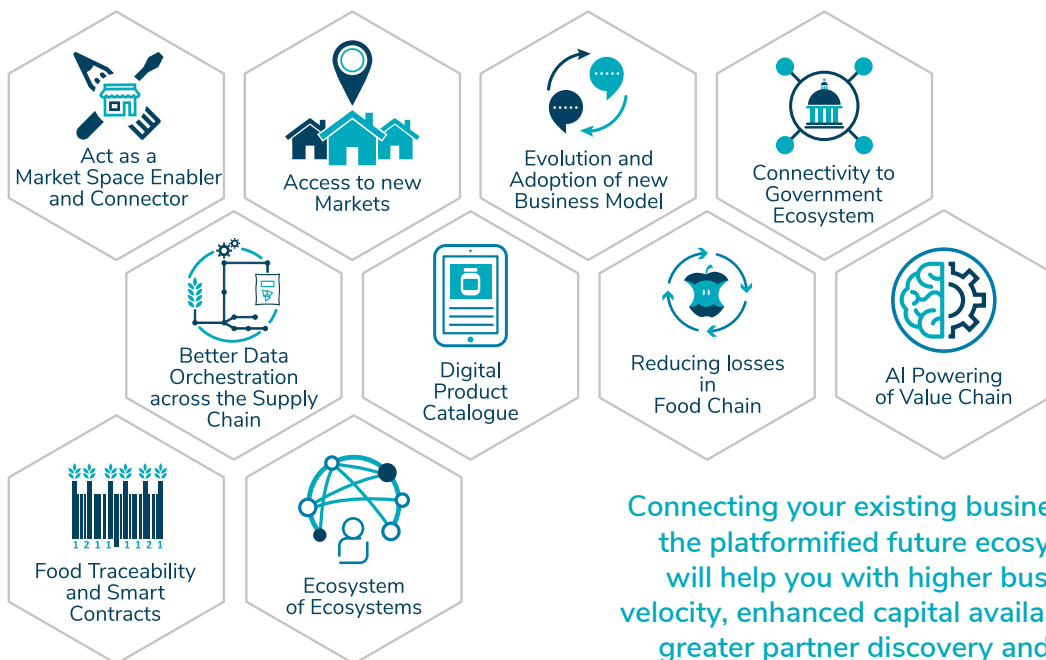 Act as a
Market Space Enabler
and Connector
Access to new
Markets
Evolution and
Adoption of new
Business Model
Connectivity to
Government
Ecosystem
Better Data
Orchestration
across the Supply
Chain
Digital
Product
Catalogue
Reducing losses
in
Food Chain
AI Powering
of Value Chain
1 2 1 1 1 1 2 1
Food Traceability
and Smart
Contracts
Ecosystem
of Ecosystems
Connecting your existing
the platformified future
will help you with higher
velocity, enhanced capital
greater partner discovery and